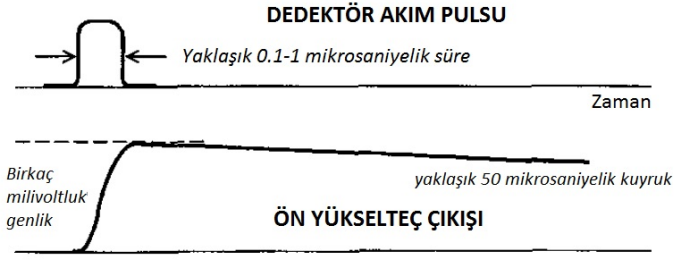 DEDEKTÖR AKIM PULSU
Yaklaşık 0.1-1 mikrosaniyelik süre
Zaman
Birkaç
milivoltluk
genlik
yaklaşık 50 mikrosaniyelik kuyruk
ÖN YÜKSELTEÇ ÇIKIŞI